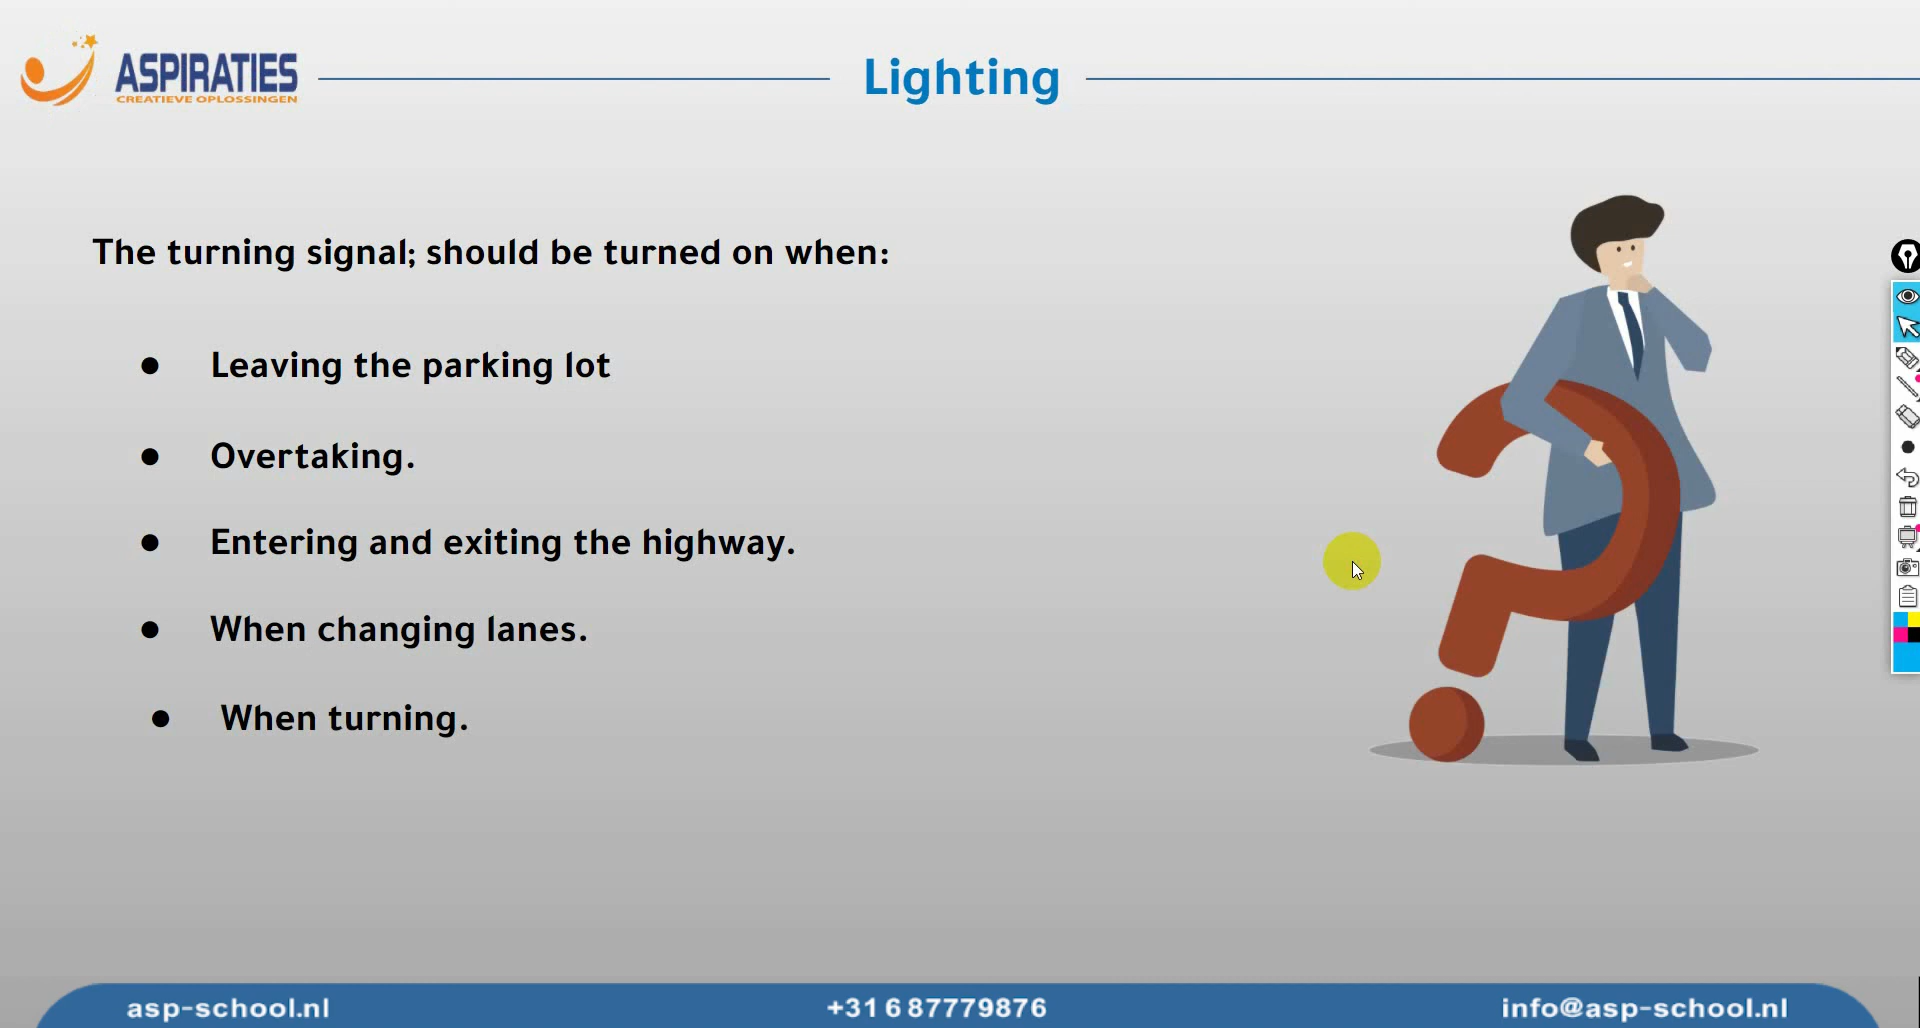 ASPIRATIES
CREATIEVE OPLOSSINGEN
Lighting
The turning signal; should be turned on when:
● Leaving the parking lot
● Overtaking.
● Entering and exiting the highway.
● When changing lanes.
● When turning.
asp-school.nl
+31 6 87779876
info@asp-school.nl